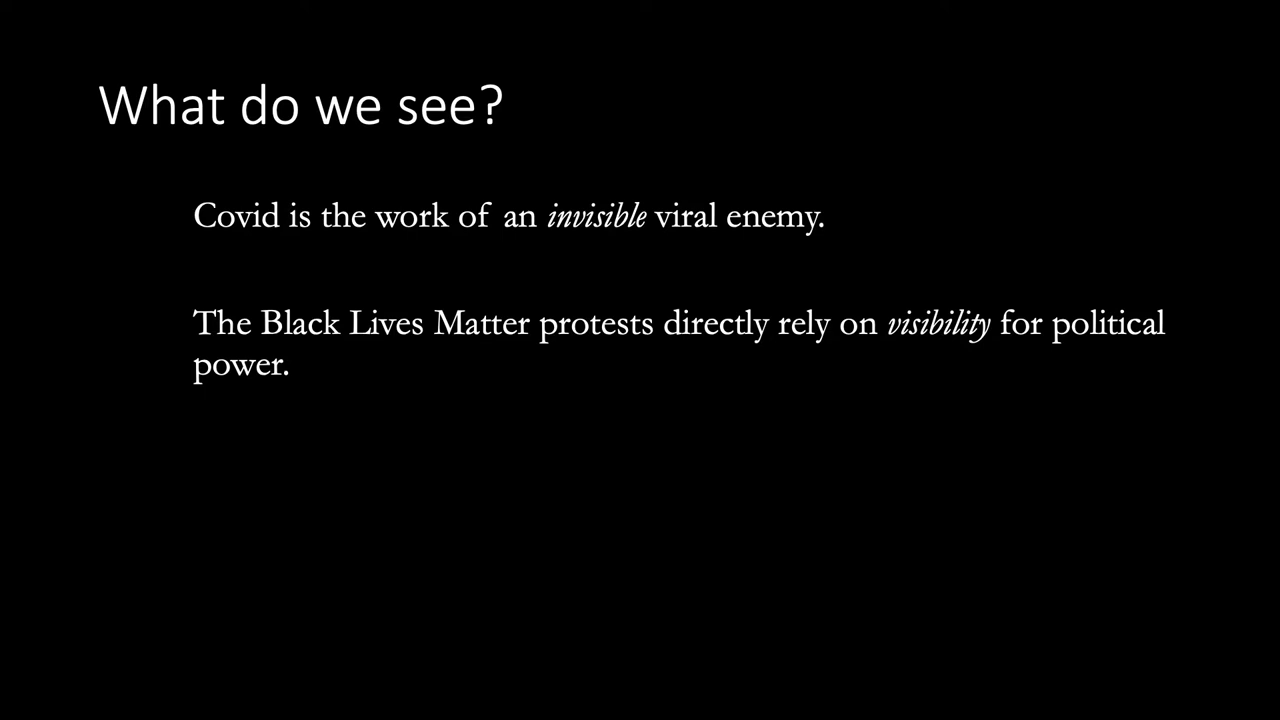 What do we see?
Covid is the work of an invisible viral enemy.
The Black Lives Matter protests directly rely on visibility for political
power.